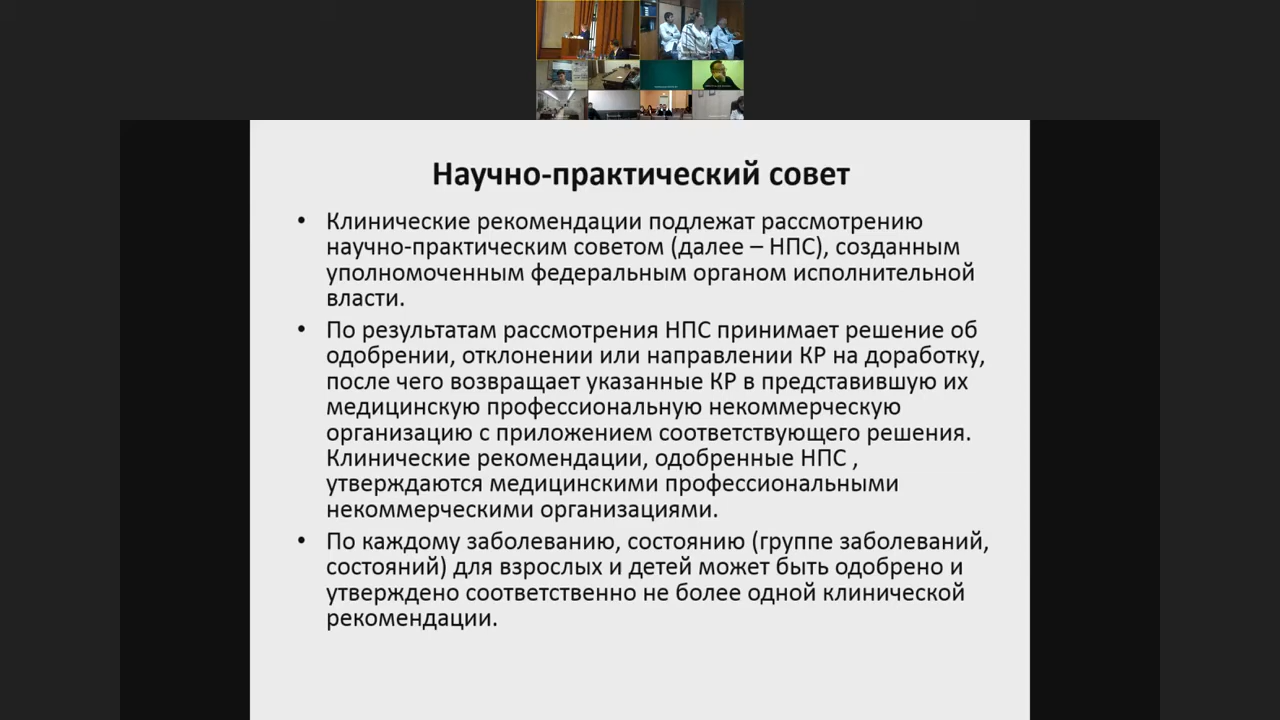 Научно-практический совет
• Клинические рекомендации подлежат рассмотрению
научно-практическим советом (далее – НПС), созданным
уполномоченным федеральным органом исполнительной
власти.
• По результатам рассмотрения НПС принимает решение об
одобрении, отклонении или направлении КР на доработку,
после чего возвращает указанные КР в представившую их
медицинскую профессиональную некоммерческую
организацию с приложением соответствующего решения.
Клинические рекомендации, одобренные НПС ,
утверждаются медицинскими профессиональными
некоммерческими организациями.
• По каждому заболеванию, состоянию (группе заболеваний,
состояний) для взрослых и детей может быть одобрено и
утверждено соответственно не более одной клинической
рекомендации.